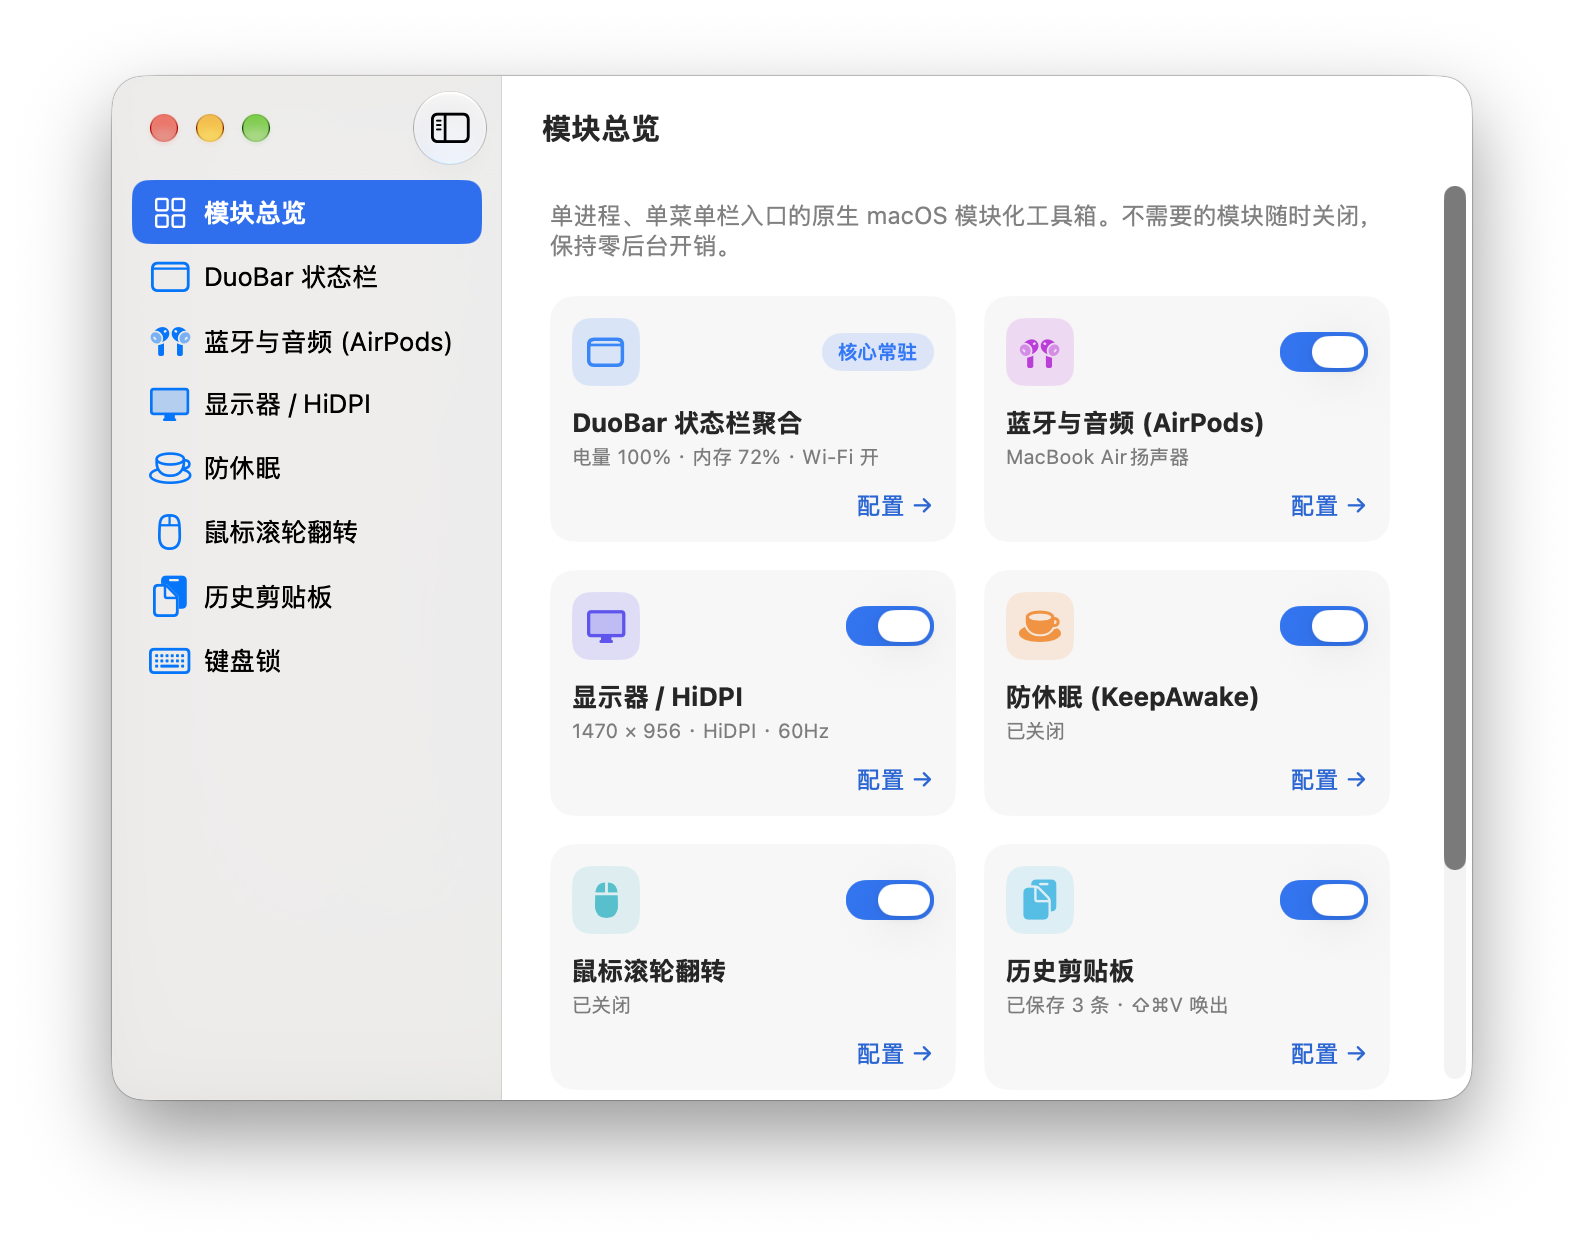 模块总览
DuoBar 状态栏
蓝牙与音频 (AirPods)
显示器 / HiDPI
防休眠
鼠标滚轮翻转
历史剪贴板
键盘锁
模块总览
单进程、单菜单栏入口的原生 macOS 模块化工具箱。不需要的模块随时关闭，
保持零后台开销。
核心常驻
DuoBar 状态栏聚合
电量 100% · 内存 72% · Wi-Fi 开
配置 →
蓝牙与音频 (AirPods)
MacBook Air扬声器
配置 →
显示器 / HiDPI
1470 × 956 · HiDPI · 60Hz
配置 →
防休眠 (KeepAwake)
已关闭
配置 →
鼠标滚轮翻转
已关闭
配置 →
历史剪贴板
已保存 3 条 · ⇧⌘V 唤出
配置 →